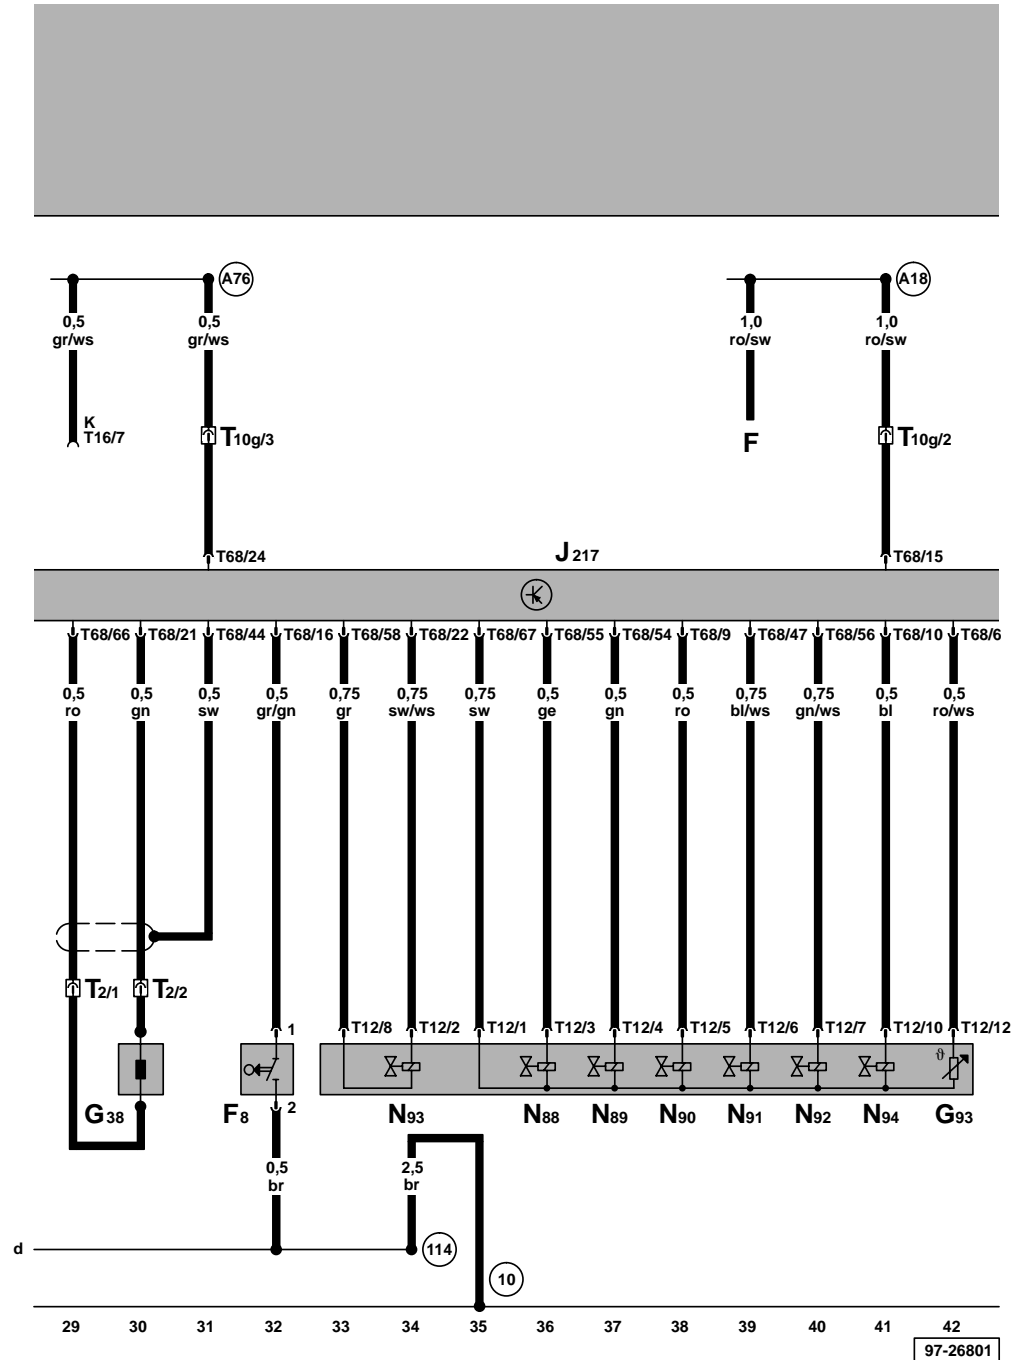 A76 A18
0,5 0,5 1,0 1,0
gr/ws gr/ws ro/sw ro/sw
K
T16/7 T10g/3 F T10g/2
T68/24 J217 T68/15
T68/66 T68/21 T68/44 T68/16 T68/58 T68/22 T68/67 T68/55 T68/54 T68/9 T68/47 T68/56 T68/10 T68/6
0,5 0,5 0,5 0,5 0,75 0,75 0,75 0,5 0,5 0,5 0,75 0,75 0,5 0,5
ro gn sw gr/gn gr sw/ws sw ge gn ro bl/ws gn/ws bl ro/ws
T2/1 T2/2
1 T12/8 T12/2 T12/1 T12/3 T12/4 T12/5 T12/6 T12/7 T12/10 T12/12
ϑ
G38 F8 2 N93 N88 N89 N90 N91 N92 N94 G93
0,5 2,5
br br
d 114
10
29 30 31 32 33 34 35 36 37 38 39 40 41 42
97-26801